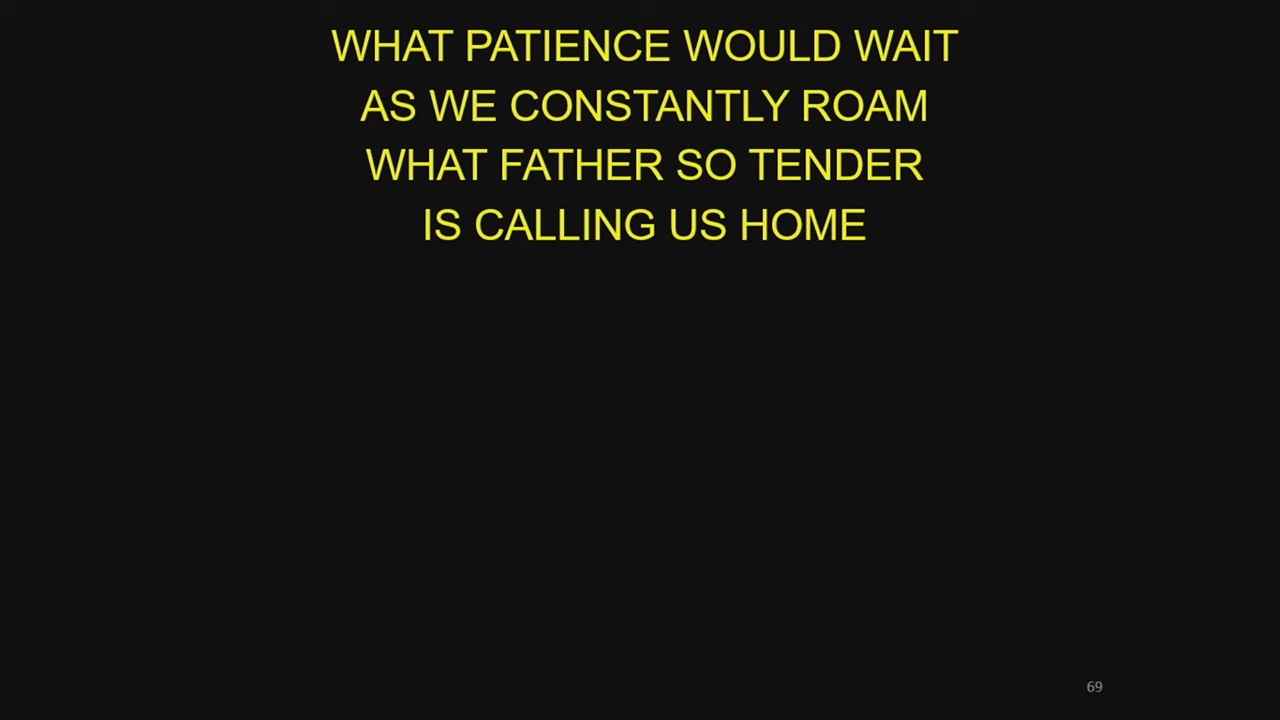 WHAT PATIENCE WOULD WAIT
AS WE CONSTANTLY ROAM
WHAT FATHER SO TENDER
IS CALLING US HOME
69